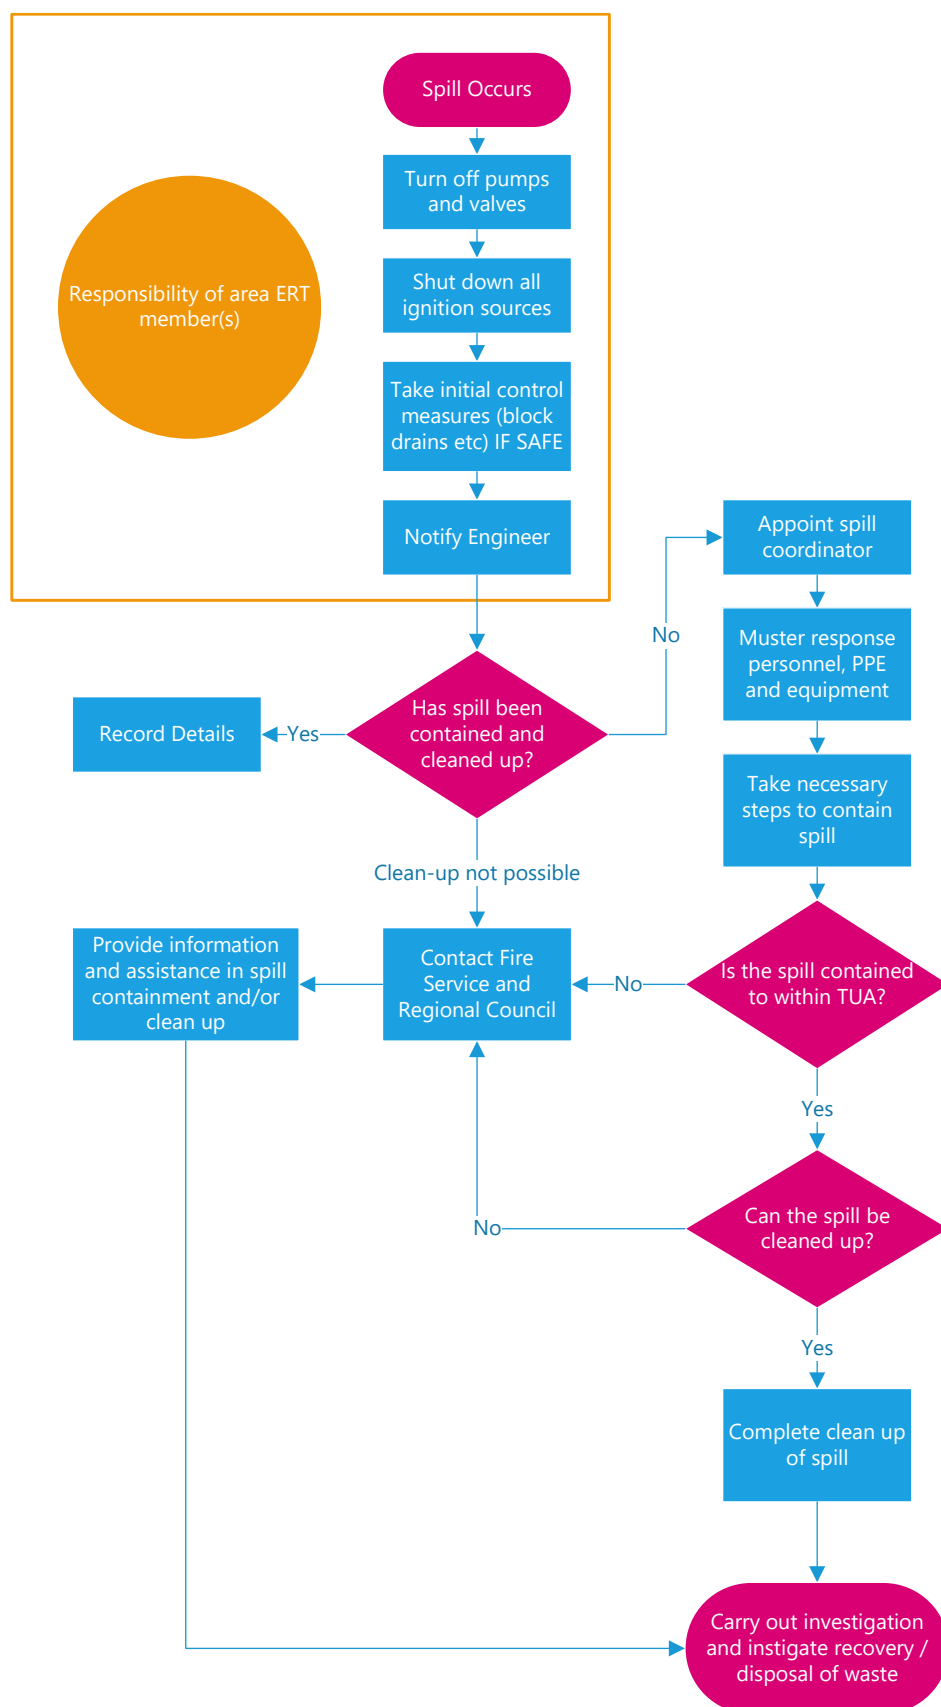 Spill Occurs
Turn off pumps
and valves
Responsibility of area ERT
member(s)
Shut down all
ignition sources
Take initial control
measures (block
drains etc) IF SAFE
Notify Engineer
Appoint spill
coordinator
No
Muster response
personnel, PPE
and equipment
Has spill been
contained and
cleaned up?
Yes
Record Details
Take necessary
steps to contain
spill
Clean-up not possible
Provide information
and assistance in spill
containment and/or
clean up
Contact Fire
Service and
Regional Council
No
Is the spill contained
to within TUA?
Yes
Can the spill be
cleaned up?
No
Yes
Complete clean up
of spill
Carry out investigation
and instigate recovery /
disposal of waste